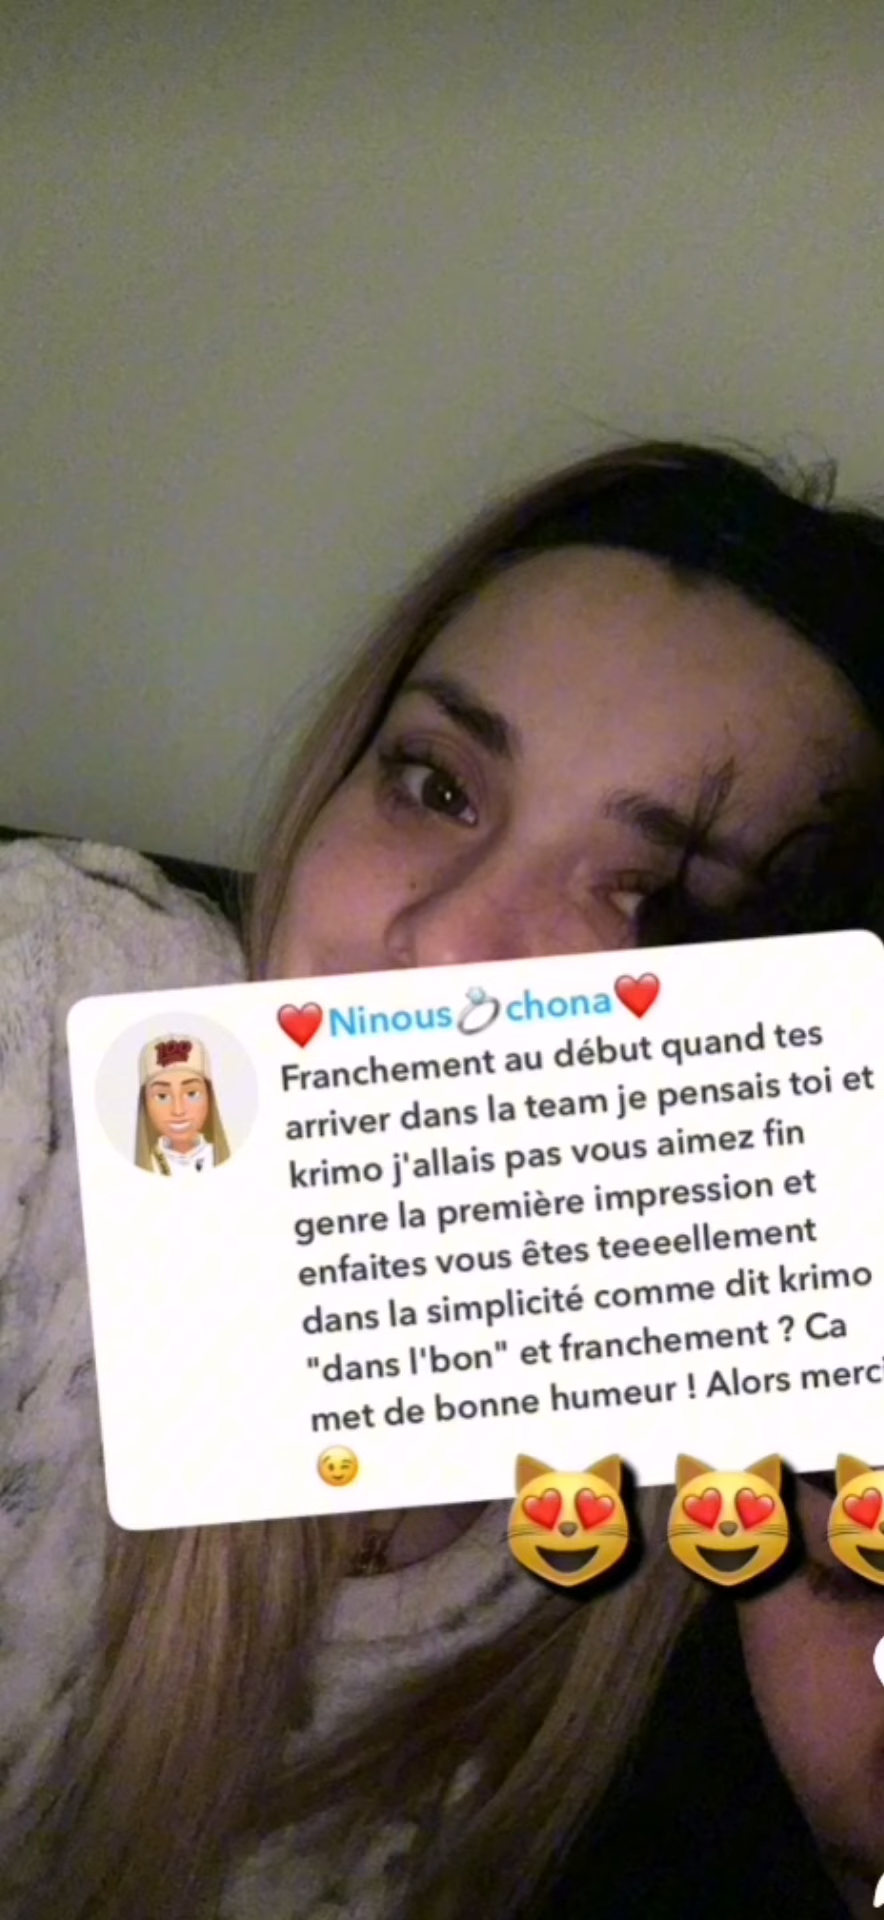 ❤️Ninous💍chona❤️
Franchement au début quand tes
arriver dans la team je pensais toi et
krimo j'allais pas vous aimez fin
genre la première impression et
enfaites vous êtes teeeellement
dans la simplicité comme dit krimo
"dans l'bon" et franchement ? Ca
met de bonne humeur ! Alors merci
😉